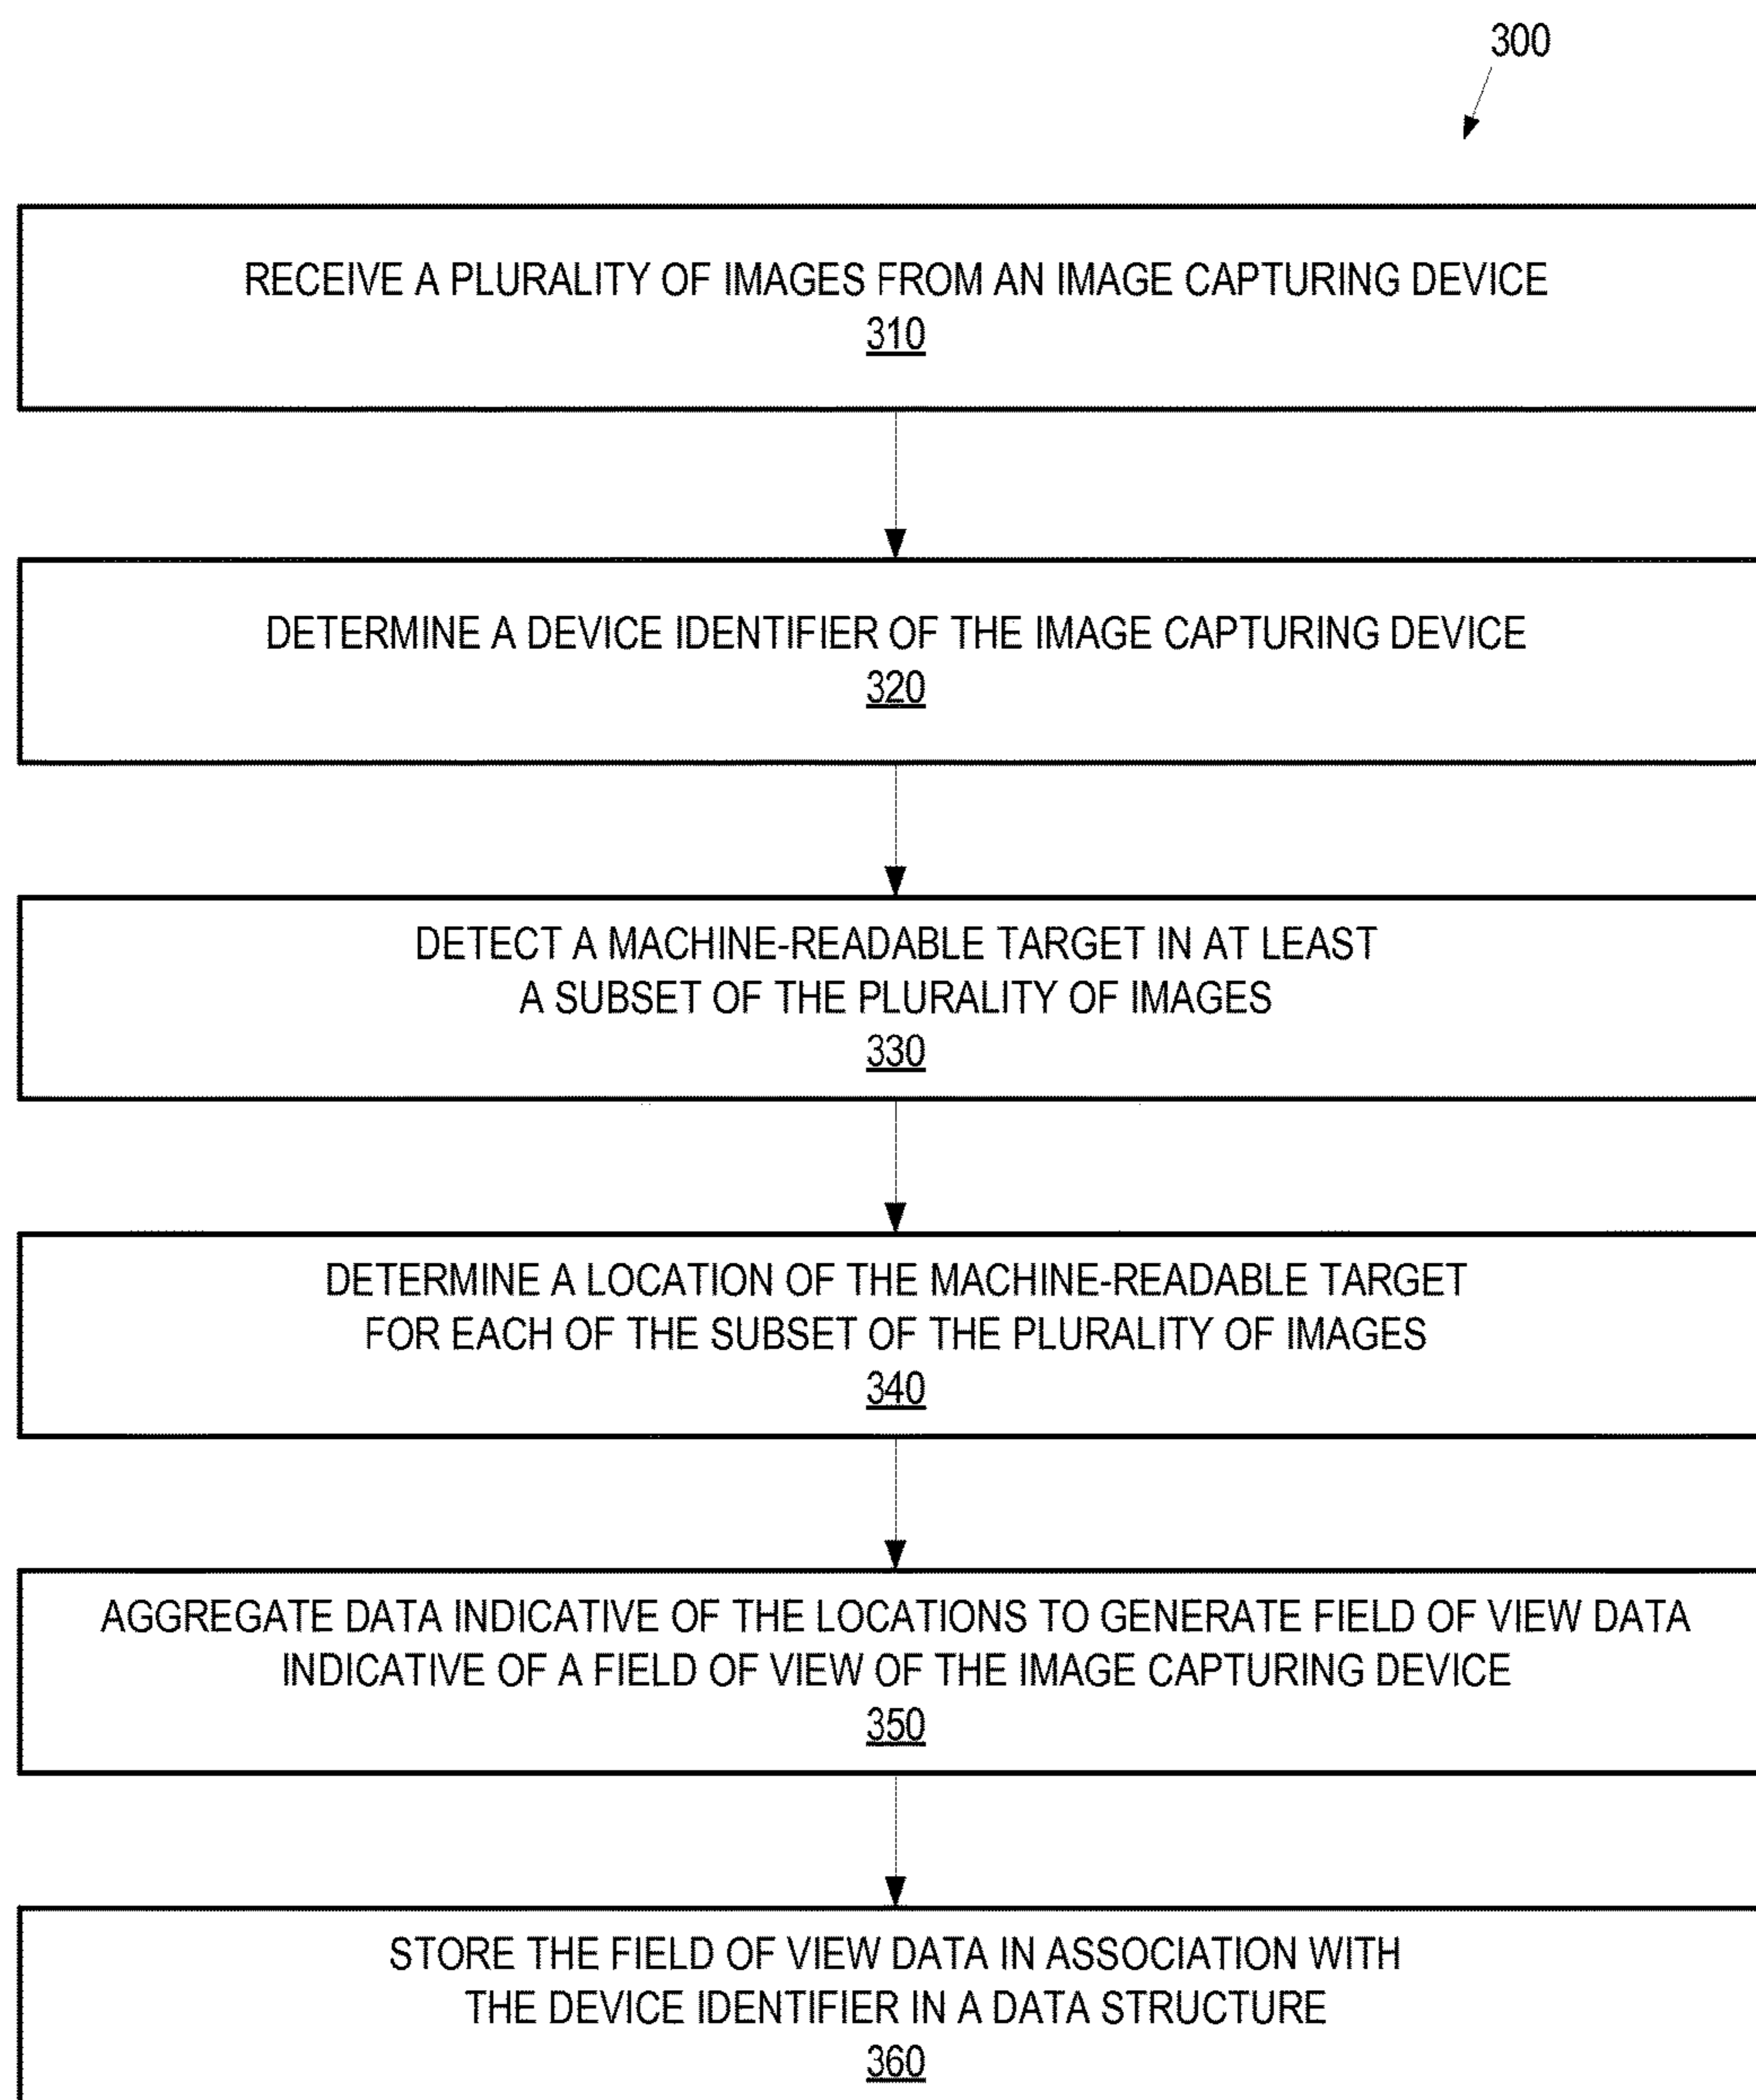 300
RECEIVE A PLURALITY OF IMAGES FROM AN IMAGE CAPTURING DEVICE
310
DETERMINE A DEVICE IDENTIFIER OF THE IMAGE CAPTURING DEVICE
320
DETECT A MACHINE-READABLE TARGET IN AT LEAST
A SUBSET OF THE PLURALITY OF IMAGES
330
DETERMINE A LOCATION OF THE MACHINE-READABLE TARGET
FOR EACH OF THE SUBSET OF THE PLURALITY OF IMAGES
340
AGGREGATE DATA INDICATIVE OF THE LOCATIONS TO GENERATE FIELD OF VIEW DATA
INDICATIVE OF A FIELD OF VIEW OF THE IMAGE CAPTURING DEVICE
350
STORE THE FIELD OF VIEW DATA IN ASSOCIATION WITH
THE DEVICE IDENTIFIER IN A DATA STRUCTURE
360